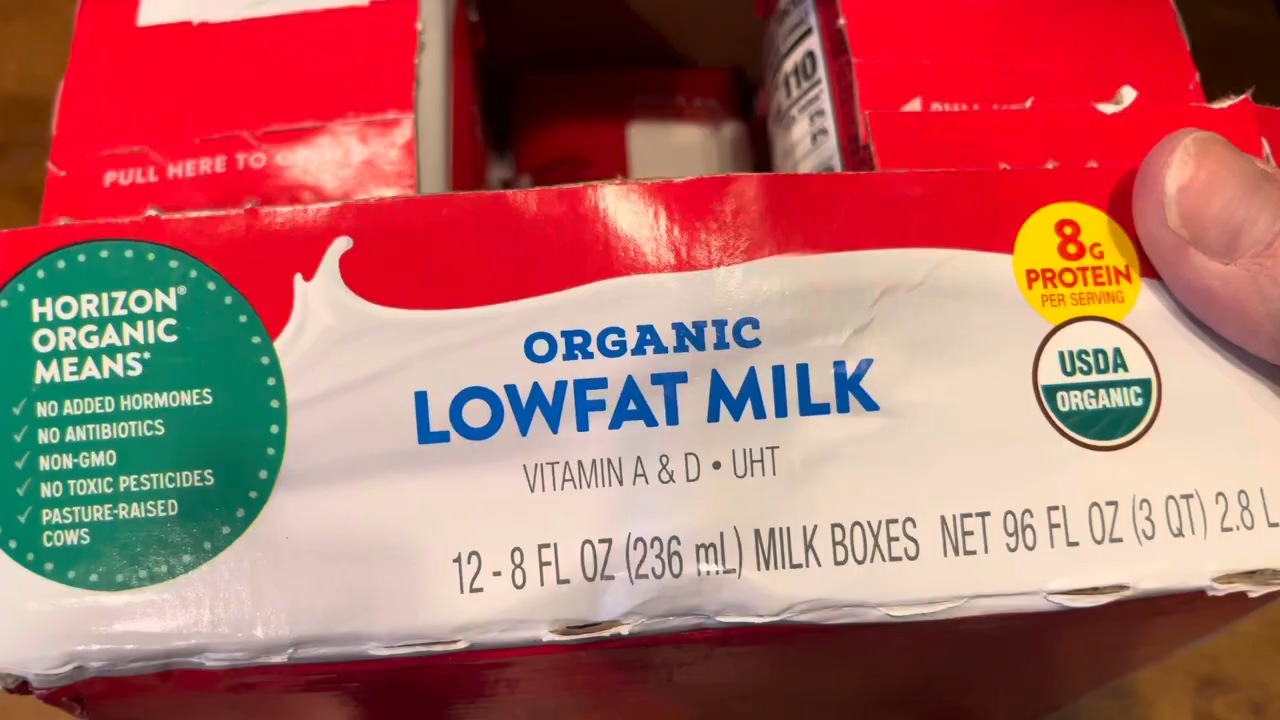 110
PULL HERE TO
HORIZON®
ORGANIC
MEANS*
✓ NO ADDED HORMONES
✓ NO ANTIBIOTICS
✓ NON-GMO
✓ NO TOXIC PESTICIDES
✓ PASTURE-RAISED
COWS
ORGANIC
LOWFAT MILK
VITAMIN A & D • UHT
12 - 8 FL OZ (236 mL) MILK BOXES NET 96 FL OZ (3 QT) 2.8 L
8G
PROTEIN
PER SERVING
USDA
ORGANIC